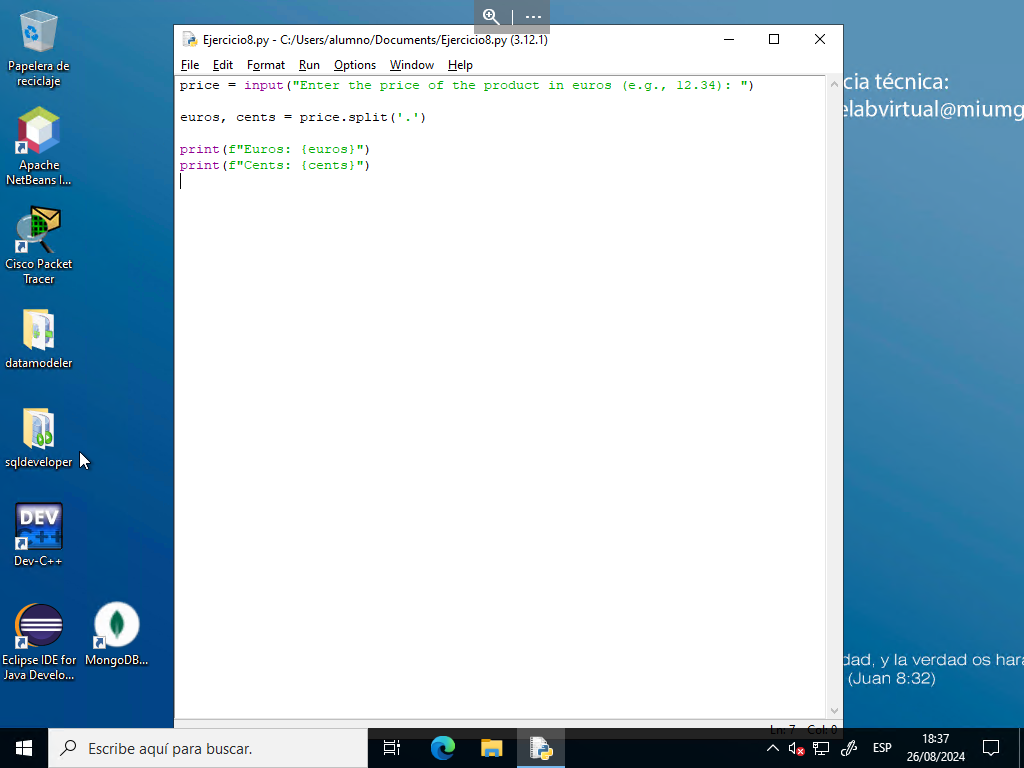 Papelera de
reciclaje
Apache
NetBeans I...
Cisco Packet
Tracer
datamodeler
sqldeveloper
DEV
C++
Dev-C++
Eclipse IDE for
Java Develo...
MongoDB...
Ejercicio8.py - C:/Users/alumno/Documents/Ejercicio8.py (3.12.1)
File Edit Format Run Options Window Help
price = input("Enter the price of the product in euros (e.g., 12.34): ")
euros, cents = price.split('.')
print(f"Euros: {euros}")
print(f"Cents: {cents}")
Ln: 7 Col: 0
cia técnica:
elabvirtual@miumg
dad, y la verdad os hará
(Juan 8:32)
Escribe aquí para buscar.
ESP
18:37
26/08/2024